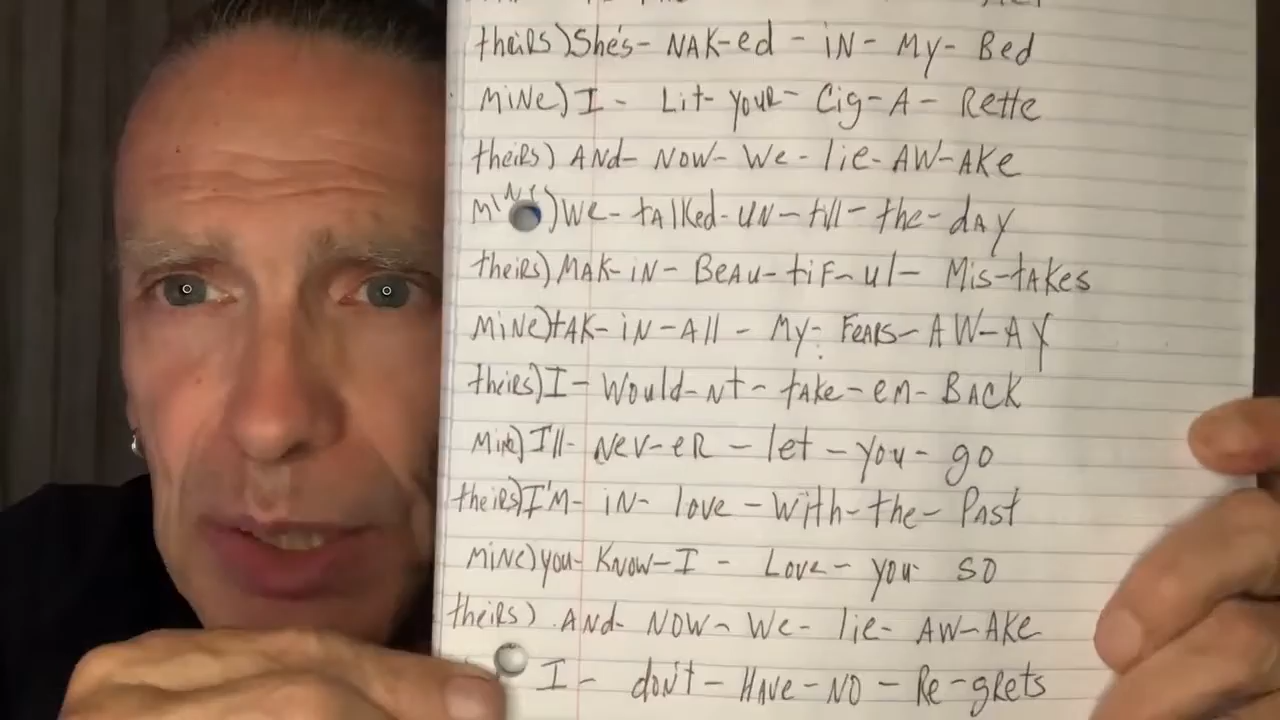 theirs) She's- NAK-ed - iN- My- Bed
MiNe) I - Lit- your- Cig-A- Rette
theirs) ANd- NOW- We- lie- AW-AKe
MiNe) We- tAlked- UN- till- the- dAy
theirs) MAK-iN- BeAu-tiF-ul- Mis-tAKes
MiNe) tAK-iN-All - My- FeARs- AW-Ay
theirs) I- Would-Nt- tAke-em- BACK
MiNe) I'll- Nev-eR - let- you- go
theirs) I'M- iN- love - With-the- PAst
MiNe) you- KNow-I - Love- you so
theirs) ANd- NOW- We- lie- AW-AKe
I- don't- HAve-NO- Re-gRets